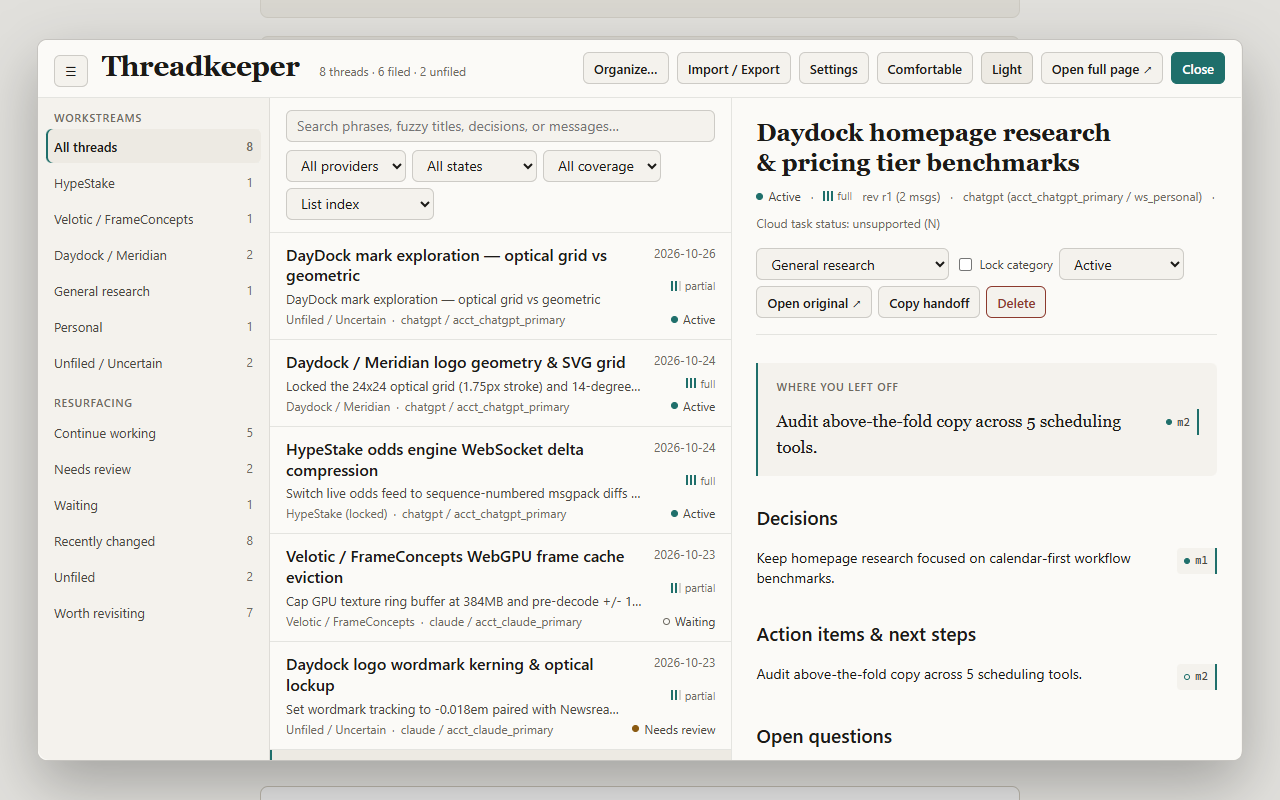 ☰
Threadkeeper
8 threads · 6 filed · 2 unfiled
Organize...
Import / Export
Settings
Comfortable
Light
Open full page ↗
Close
WORKSTREAMS
All threads 8
HypeStake 1
Velotic / FrameConcepts 1
Daydock / Meridian 2
General research 1
Personal 1
Unfiled / Uncertain 2
RESURFACING
Continue working 5
Needs review 2
Waiting 1
Recently changed 8
Unfiled 2
Worth revisiting 7
Search phrases, fuzzy titles, decisions, or messages...
All providers
All states
All coverage
List index
DayDock mark exploration — optical grid vs
geometric
2026-10-26
partial
DayDock mark exploration — optical grid vs geometric
Unfiled / Uncertain · chatgpt / acct_chatgpt_primary
Active
Daydock / Meridian logo geometry & SVG grid
2026-10-24
Locked the 24x24 optical grid (1.75px stroke) and 14-degree...
full
Daydock / Meridian · chatgpt / acct_chatgpt_primary
Active
HypeStake odds engine WebSocket delta
compression
2026-10-24
full
Switch live odds feed to sequence-numbered msgpack diffs ...
HypeStake (locked) · chatgpt / acct_chatgpt_primary
Active
Velotic / FrameConcepts WebGPU frame cache
eviction
2026-10-23
partial
Cap GPU texture ring buffer at 384MB and pre-decode +/- 1...
Velotic / FrameConcepts · claude / acct_claude_primary
Waiting
Daydock logo wordmark kerning & optical
lockup
2026-10-23
partial
Set wordmark tracking to -0.018em paired with Newsrea...
Unfiled / Uncertain · claude / acct_claude_primary
Needs review
Daydock homepage research
& pricing tier benchmarks
Active · full rev r1 (2 msgs) · chatgpt (acct_chatgpt_primary / ws_personal) ·
Cloud task status: unsupported (N)
General research
Lock category
Active
Open original ↗
Copy handoff
Delete
WHERE YOU LEFT OFF
Audit above-the-fold copy across 5 scheduling
tools.
m2
Decisions
Keep homepage research focused on calendar-first workflow
benchmarks.
m1
Action items & next steps
Audit above-the-fold copy across 5 scheduling tools.
m2
Open questions